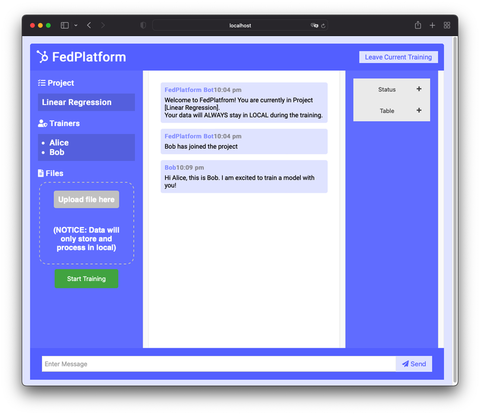 localhost
FedPlatform
Leave Current Training
Project
Linear Regression
Trainers
Alice
Bob
Files
Upload file here
(NOTICE: Data will
only store and
process in local)
Start Training
FedPlatform Bot10:04 pm
Welcome to FedPlatfrom! You are currently in Project
[Linear Regression].
Your data will ALWAYS stay in LOCAL during the training.
FedPlatform Bot10:04 pm
Bob has joined the project
Bob10:09 pm
Hi Alice, this is Bob. I am excited to train a model with
you!
Status +
Table +
Enter Message
Send